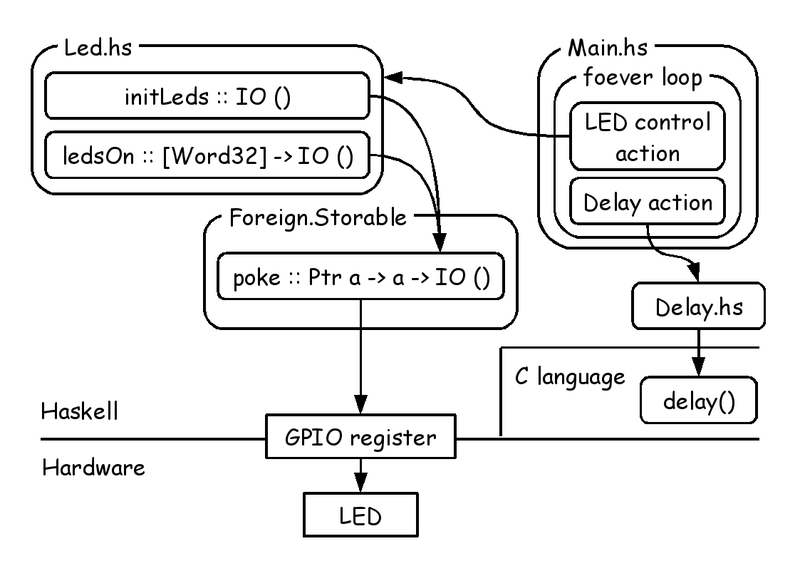 Led.hs
initLeds :: IO ()
ledsOn :: [Word32] -> IO ()
Main.hs
foever loop
LED control
action
Delay action
Foreign.Storable
poke :: Ptr a -> a -> IO ()
Delay.hs
C language
delay()
Haskell
GPIO register
Hardware
LED